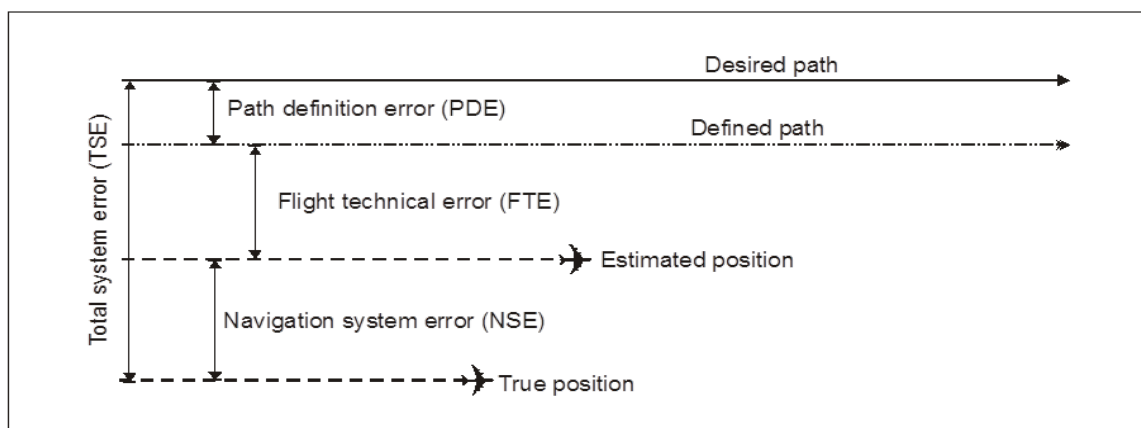 Desired path
Path definition error (PDE)
Defined path
Total system error (TSE)
Flight technical error (FTE)
Estimated position
Navigation system error (NSE)
True position